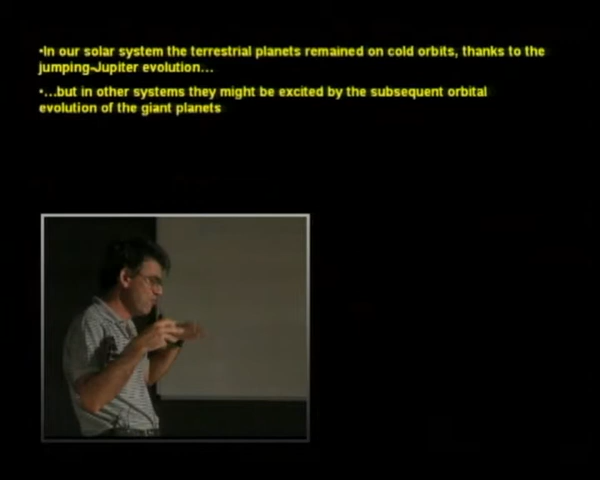 •In our solar system the terrestrial planets remained on cold orbits, thanks to the
jumping-Jupiter evolution...
•...but in other systems they might be excited by the subsequent orbital
evolution of the giant planets